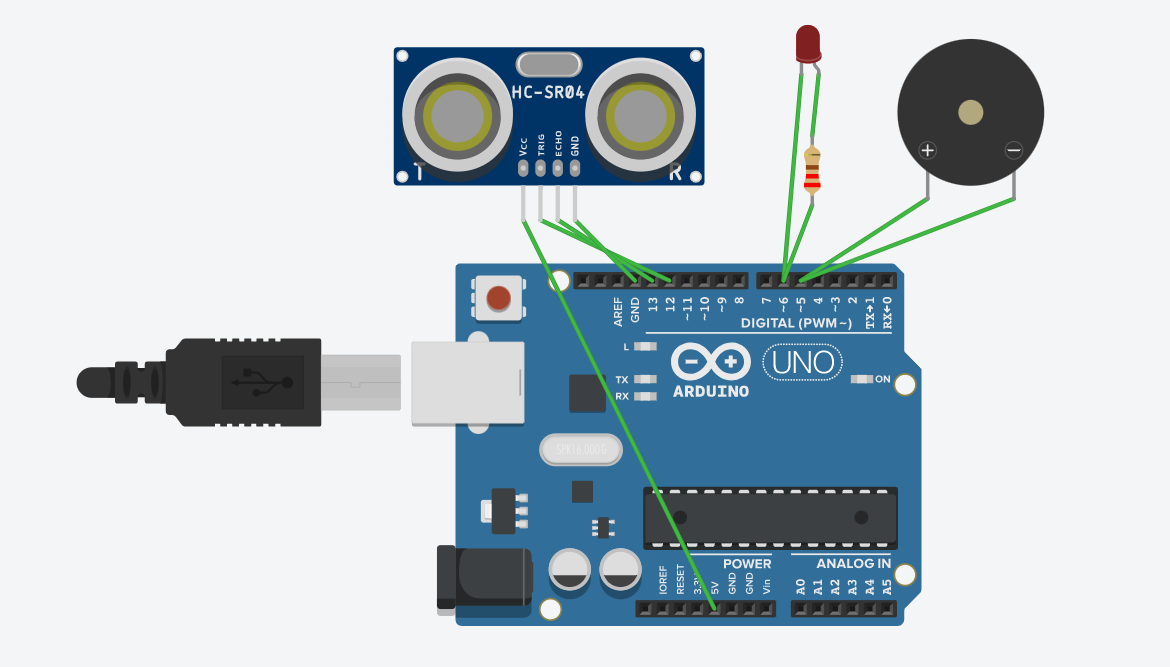 HC-SR04
Vcc
TRIG
ECHO
GND
T
R
+
−
AREF
GND
13
12
~11
~10
~9
8
7
~6
~5
4
~3
2
TX→1
RX←0
DIGITAL (PWM~)
L
TX
RX
ARDUINO
UNO
ON
SPK16.000G
POWER
ANALOG IN
IOREF
RESET
3.3V
5V
GND
GND
Vin
A0
A1
A2
A3
A4
A5